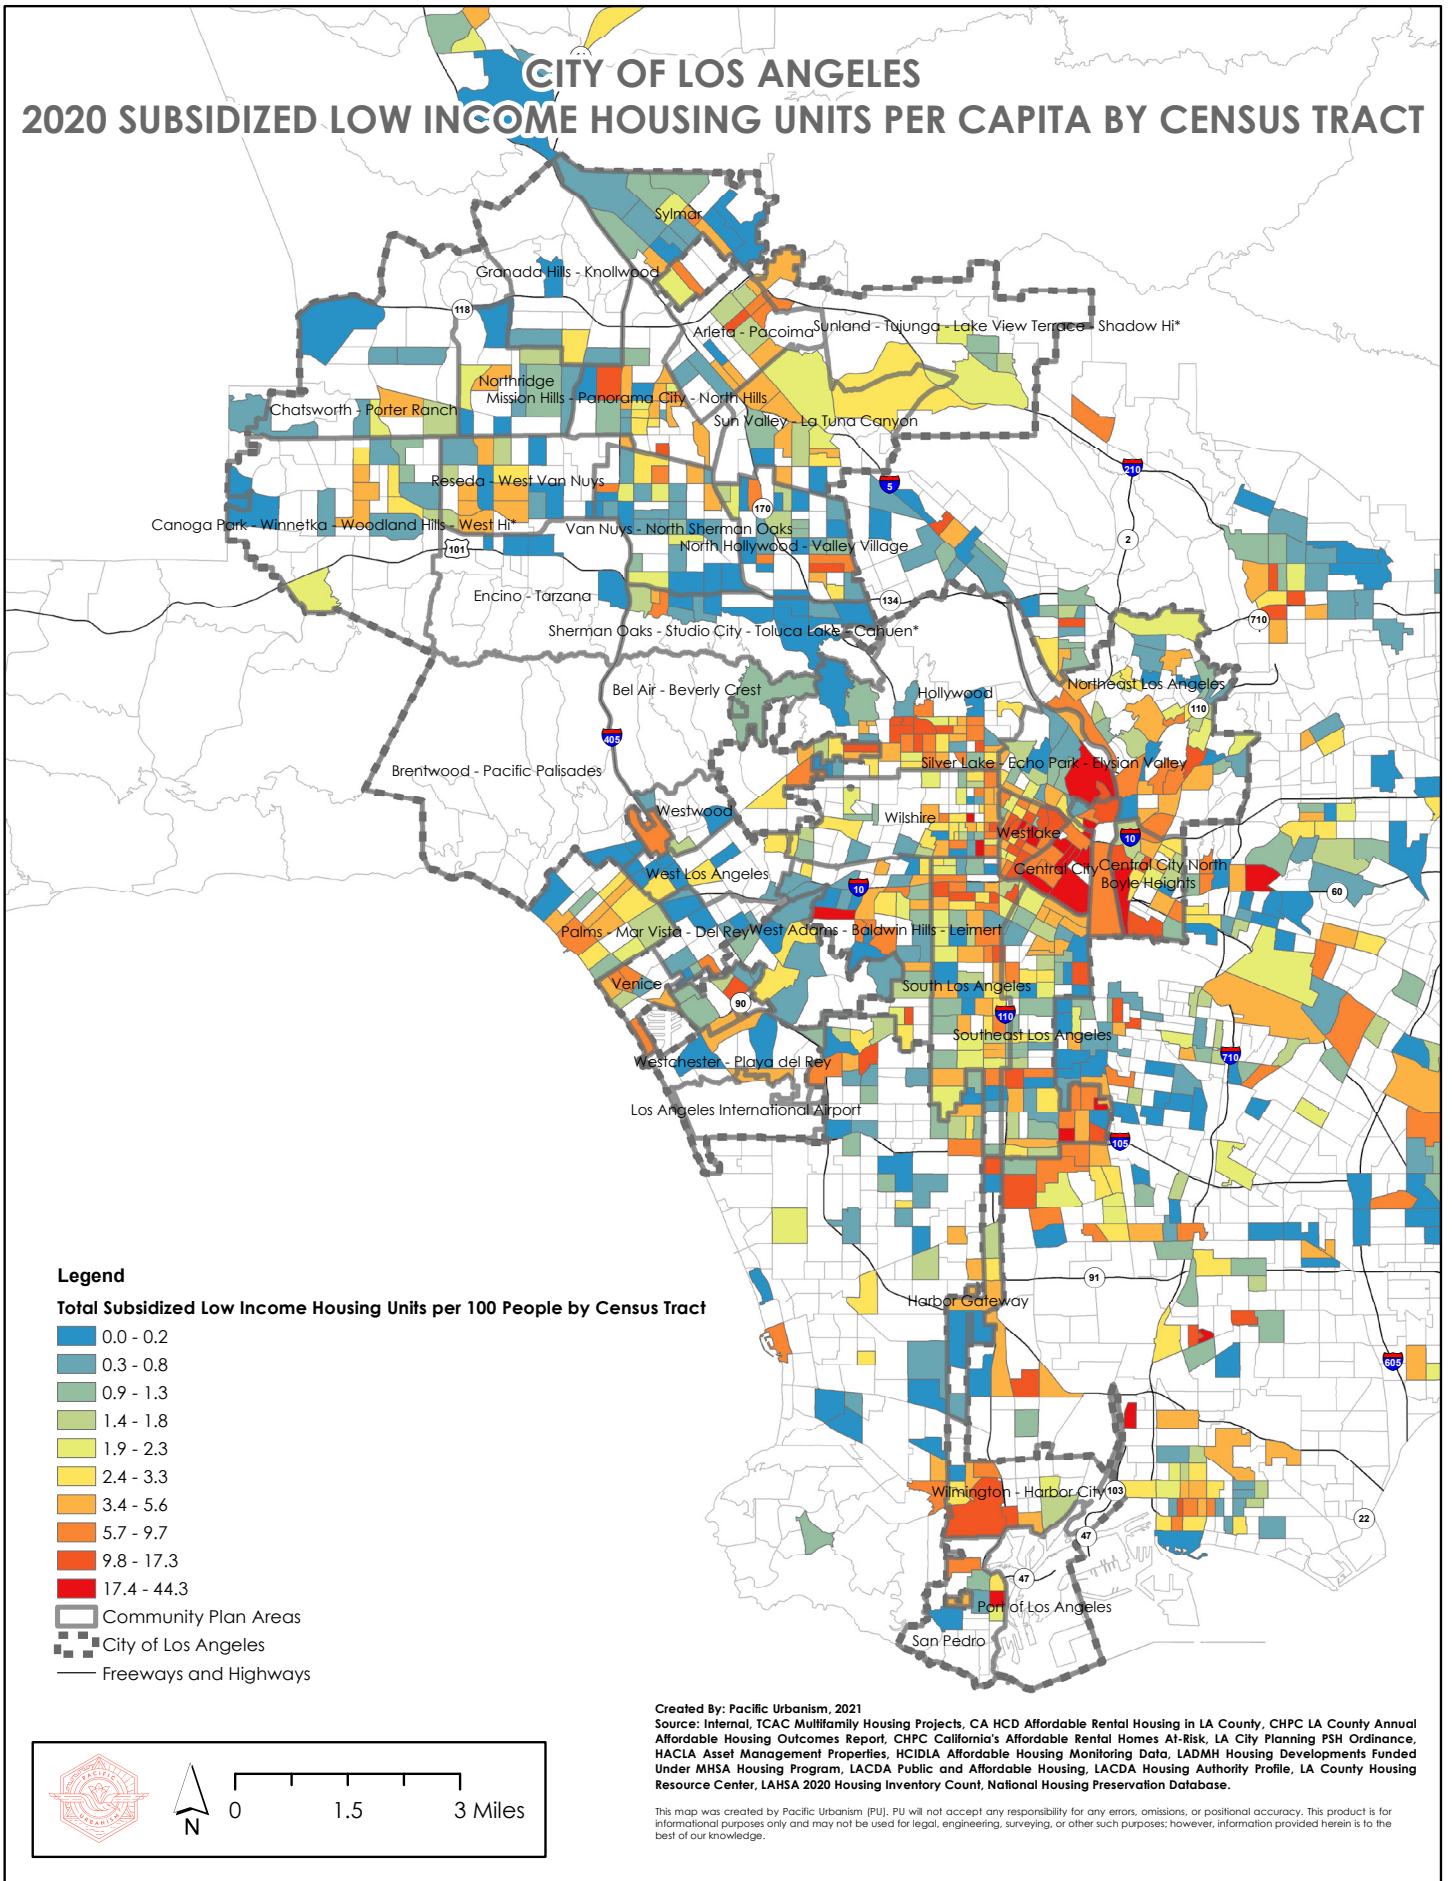 CITY OF LOS ANGELES
2020 SUBSIDIZED LOW INCOME HOUSING UNITS PER CAPITA BY CENSUS TRACT
Sylmar
Granada Hills - Knollwood
118
Arleta - Pacoima
Sunland - Tujunga - Lake View Terrace - Shadow Hi*
Northridge
Mission Hills - Panorama City - North Hills
Chatsworth - Porter Ranch
Sun Valley - La Tuna Canyon
210
5
Reseda - West Van Nuys
170
Canoga Park - Winnetka - Woodland Hills - West Hi*
Van Nuys - North Sherman Oaks
2
101
North Hollywood - Valley Village
Encino - Tarzana
134
710
Sherman Oaks - Studio City - Toluca Lake - Cahuen*
Bel Air - Beverly Crest
Hollywood
Northeast Los Angeles
110
405
Brentwood - Pacific Palisades
Silver Lake - Echo Park - Elysian Valley
Westwood
Wilshire
Westlake
10
Central City
Central City North
West Los Angeles
Boyle Heights
10
60
Palms - Mar Vista - Del Rey
West Adams - Baldwin Hills - Leimert
Venice
South Los Angeles
90
110
Southeast Los Angeles
Westchester - Playa del Rey
710
Los Angeles International Airport
105
91
Harbor Gateway
605
Wilmington - Harbor City
103
22
47
47
Port of Los Angeles
San Pedro
Legend
Total Subsidized Low Income Housing Units per 100 People by Census Tract
0.0 - 0.2
0.3 - 0.8
0.9 - 1.3
1.4 - 1.8
1.9 - 2.3
2.4 - 3.3
3.4 - 5.6
5.7 - 9.7
9.8 - 17.3
17.4 - 44.3
Community Plan Areas
City of Los Angeles
Freeways and Highways
PACIFIC
URBANISM
N
0 1.5 3 Miles
Created By: Pacific Urbanism, 2021
Source: Internal, TCAC Multifamily Housing Projects, CA HCD Affordable Rental Housing in LA County, CHPC LA County Annual
Affordable Housing Outcomes Report, CHPC California's Affordable Rental Homes At-Risk, LA City Planning PSH Ordinance,
HACLA Asset Management Properties, HCIDLA Affordable Housing Monitoring Data, LADMH Housing Developments Funded
Under MHSA Housing Program, LACDA Public and Affordable Housing, LACDA Housing Authority Profile, LA County Housing
Resource Center, LAHSA 2020 Housing Inventory Count, National Housing Preservation Database.
This map was created by Pacific Urbanism (PU). PU will not accept any responsibility for any errors, omissions, or positional accuracy. This product is for
informational purposes only and may not be used for legal, engineering, surveying, or other such purposes; however, information provided herein is to the
best of our knowledge.